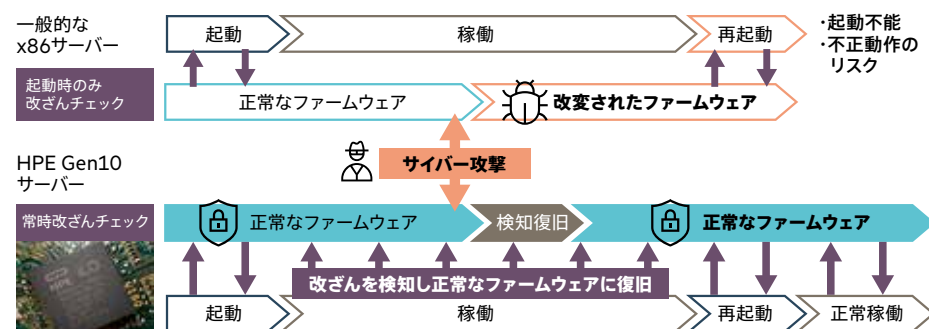 一般的な
x86サーバー
起動
稼働
再起動
・起動不能
・不正動作の
リスク
起動時のみ
改ざんチェック
正常なファームウェア
改変されたファームウェア
サイバー攻撃
HPE Gen10
サーバー
常時改ざんチェック
正常なファームウェア
検知復旧
正常なファームウェア
改ざんを検知し正常なファームウェアに復旧
起動
稼働
再起動
正常稼働
HPE